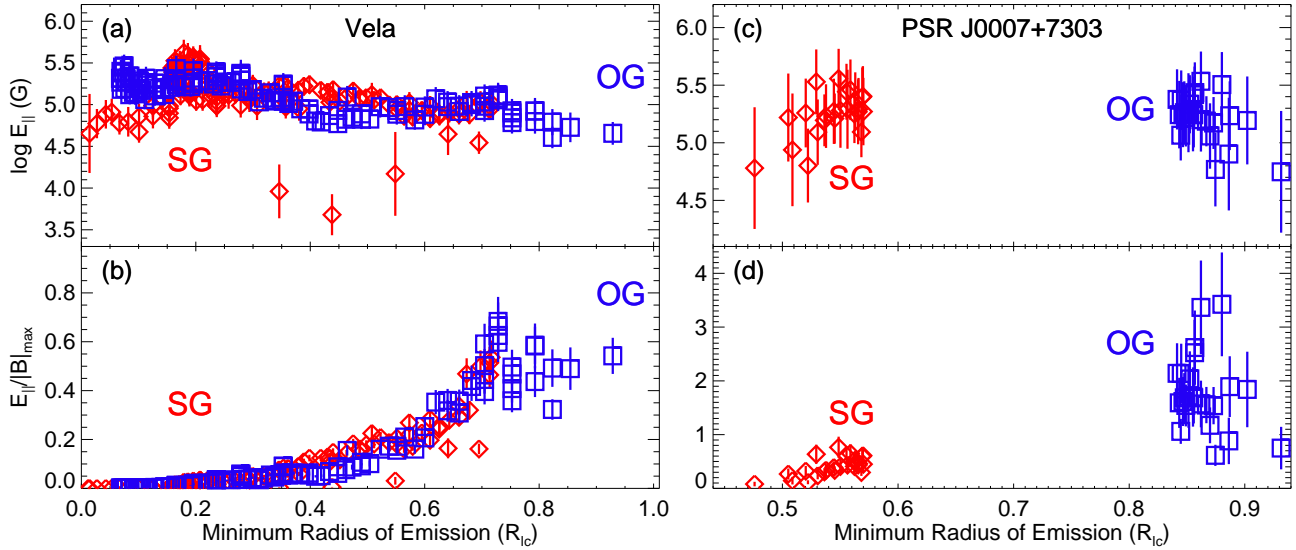 (a) Vela
log E|| (G)
6.0
5.5
5.0
4.5
4.0
3.5
OG
SG
(c) PSR J0007+7303
6.0
5.5
5.0
4.5
OG
SG
(b)
E||/|B|max
0.8
0.6
0.4
0.2
0.0
OG
SG
0.0 0.2 0.4 0.6 0.8 1.0
Minimum Radius of Emission (Rlc)
(d)
4
3
2
1
0
OG
SG
0.5 0.6 0.7 0.8 0.9
Minimum Radius of Emission (Rlc)